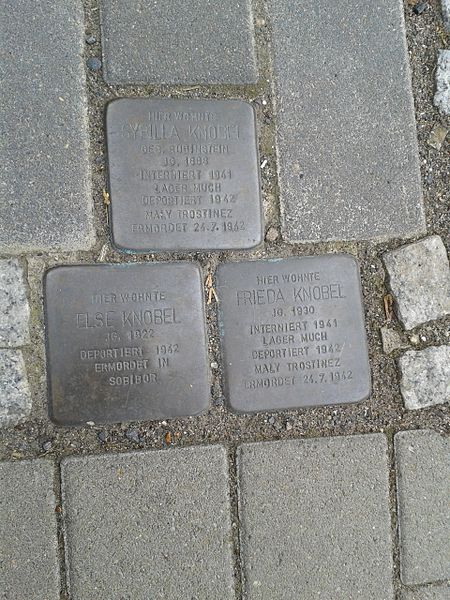 HIER WOHNTE
SYBILLA KNOBEL
GEB. RUBINSTEIN
JG. 1898
INTERNIERT 1941
LAGER MUCH
DEPORTIERT 1942
MALY TROSTINEZ
ERMORDET 24.7.1942
HIER WOHNTE
ELSE KNOBEL
JG. 1922
DEPORTIERT 1942
ERMORDET IN
SOBIBOR
HIER WOHNTE
FRIEDA KNOBEL
JG. 1930
INTERNIERT 1941
LAGER MUCH
DEPORTIERT 1942
MALY TROSTINEZ
ERMORDET 24.7.1942